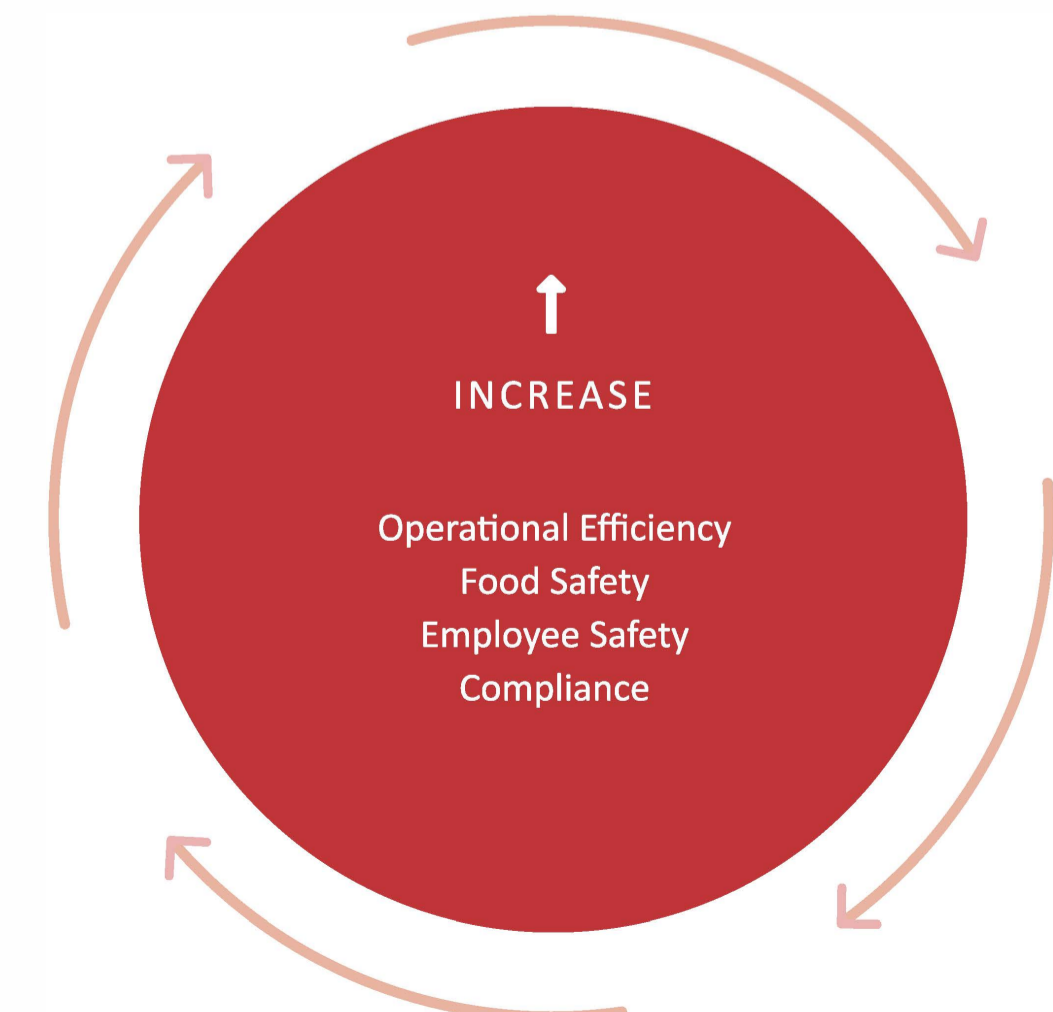 INCREASE
Operational Efficiency
Food Safety
Employee Safety
Compliance